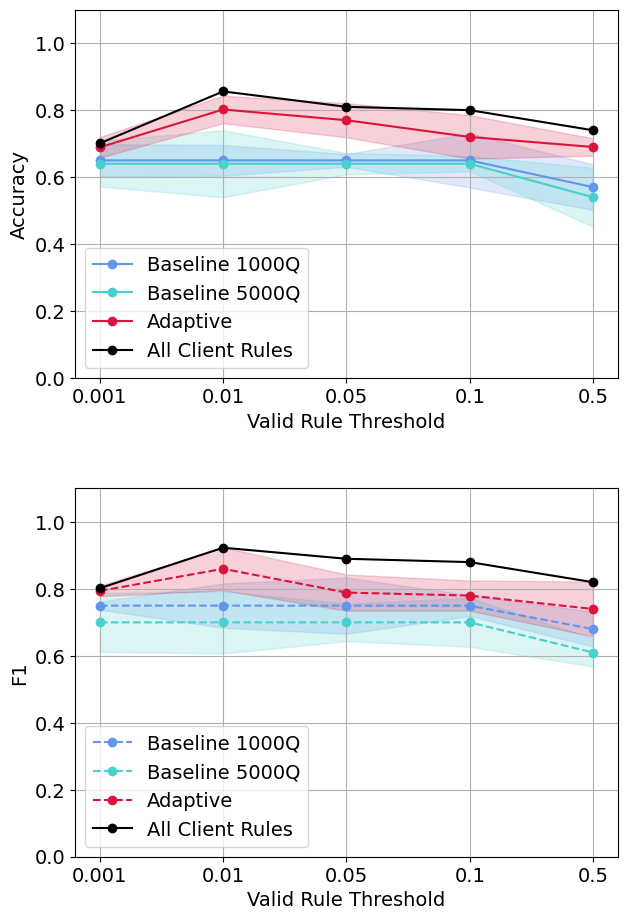 1.0
0.8
0.6
0.4
0.2
0.0
Accuracy
Baseline 1000Q
Baseline 5000Q
Adaptive
All Client Rules
0.001 0.01 0.05 0.1 0.5
Valid Rule Threshold
1.0
0.8
0.6
0.4
0.2
0.0
F1
Baseline 1000Q
Baseline 5000Q
Adaptive
All Client Rules
0.001 0.01 0.05 0.1 0.5
Valid Rule Threshold